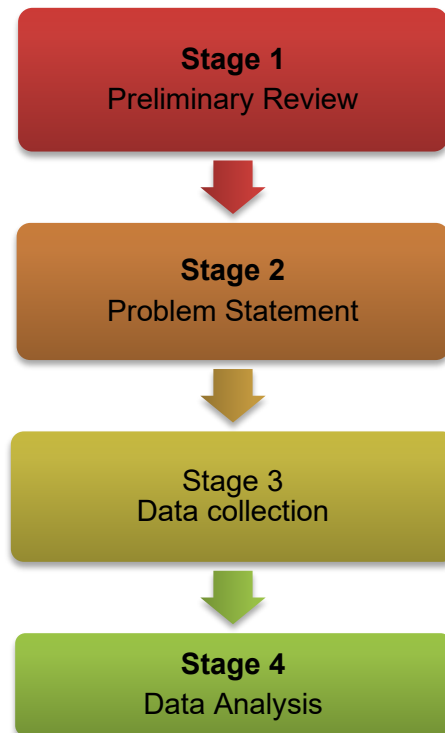 Stage 1
Preliminary Review
Stage 2
Problem Statement
Stage 3
Data collection
Stage 4
Data Analysis